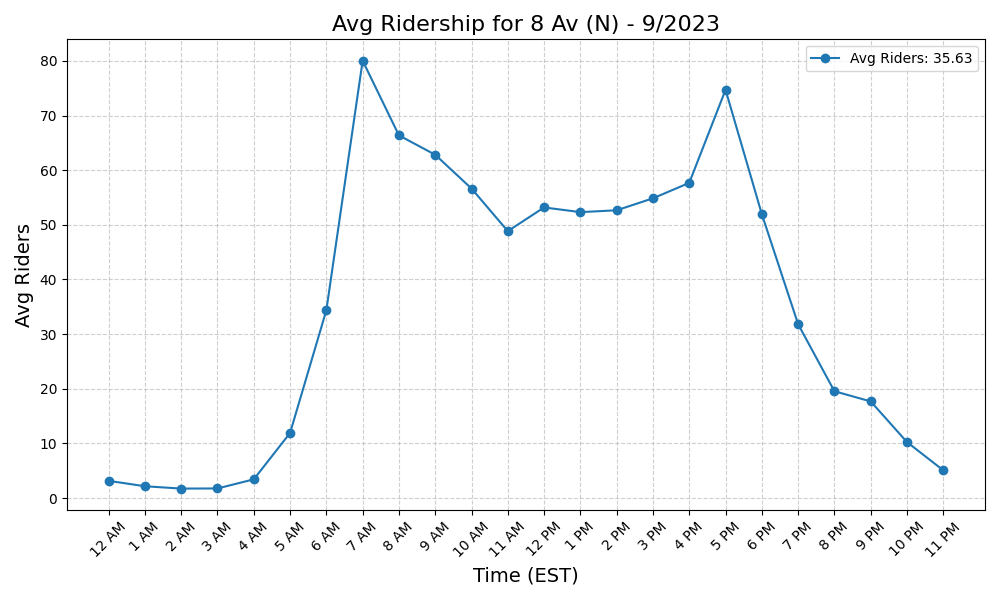 Avg Ridership for 8 Av (N) - 9/2023
Avg Riders: 35.63
Avg Riders
80
70
60
50
40
30
20
10
0
12 AM
1 AM
2 AM
3 AM
4 AM
5 AM
6 AM
7 AM
8 AM
9 AM
10 AM
11 AM
12 PM
1 PM
2 PM
3 PM
4 PM
5 PM
6 PM
7 PM
8 PM
9 PM
10 PM
11 PM
Time (EST)